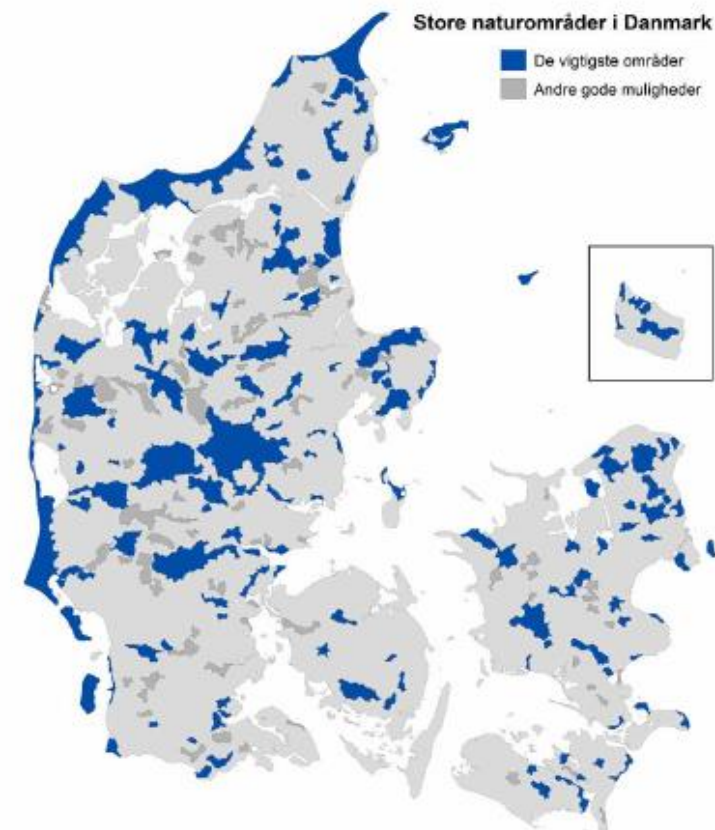 Store naturområder i Danmark
De vigtigste områder
Andre gode muligheder